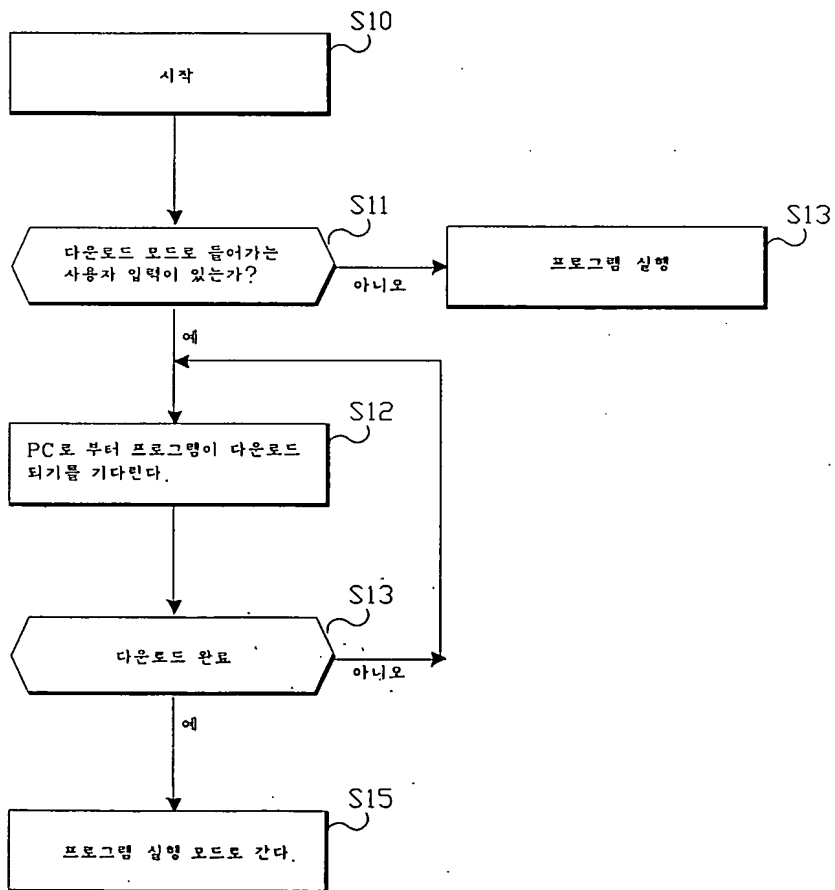 S10
시작
S11
다운로드 모드로 들어가는
사용자 입력이 있는가?
아니오
S13
프로그램 실행
예
S12
PC로 부터 프로그램이 다운로드
되기를 기다린다.
S13
다운로드 완료
아니오
예
S15
프로그램 실행 모드로 간다.